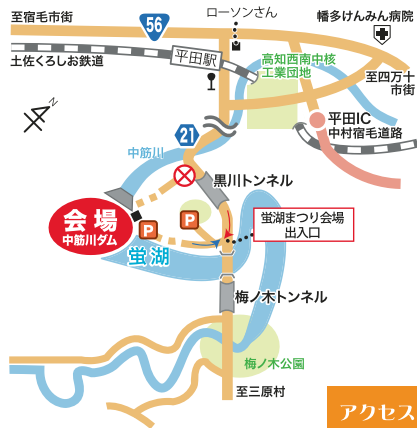 至宿毛市街
56
ローソンさん
幡多けんみん病院
土佐くろしお鉄道
平田駅
高知西南中核
工業団地
至四万十
市街
N
21
平田IC
中村宿毛道路
中筋川
黒川トンネル
会場
中筋川ダム
P
P
蛍湖まつり会場
出入口
蛍湖
梅ノ木トンネル
梅ノ木公園
至三原村
アクセス